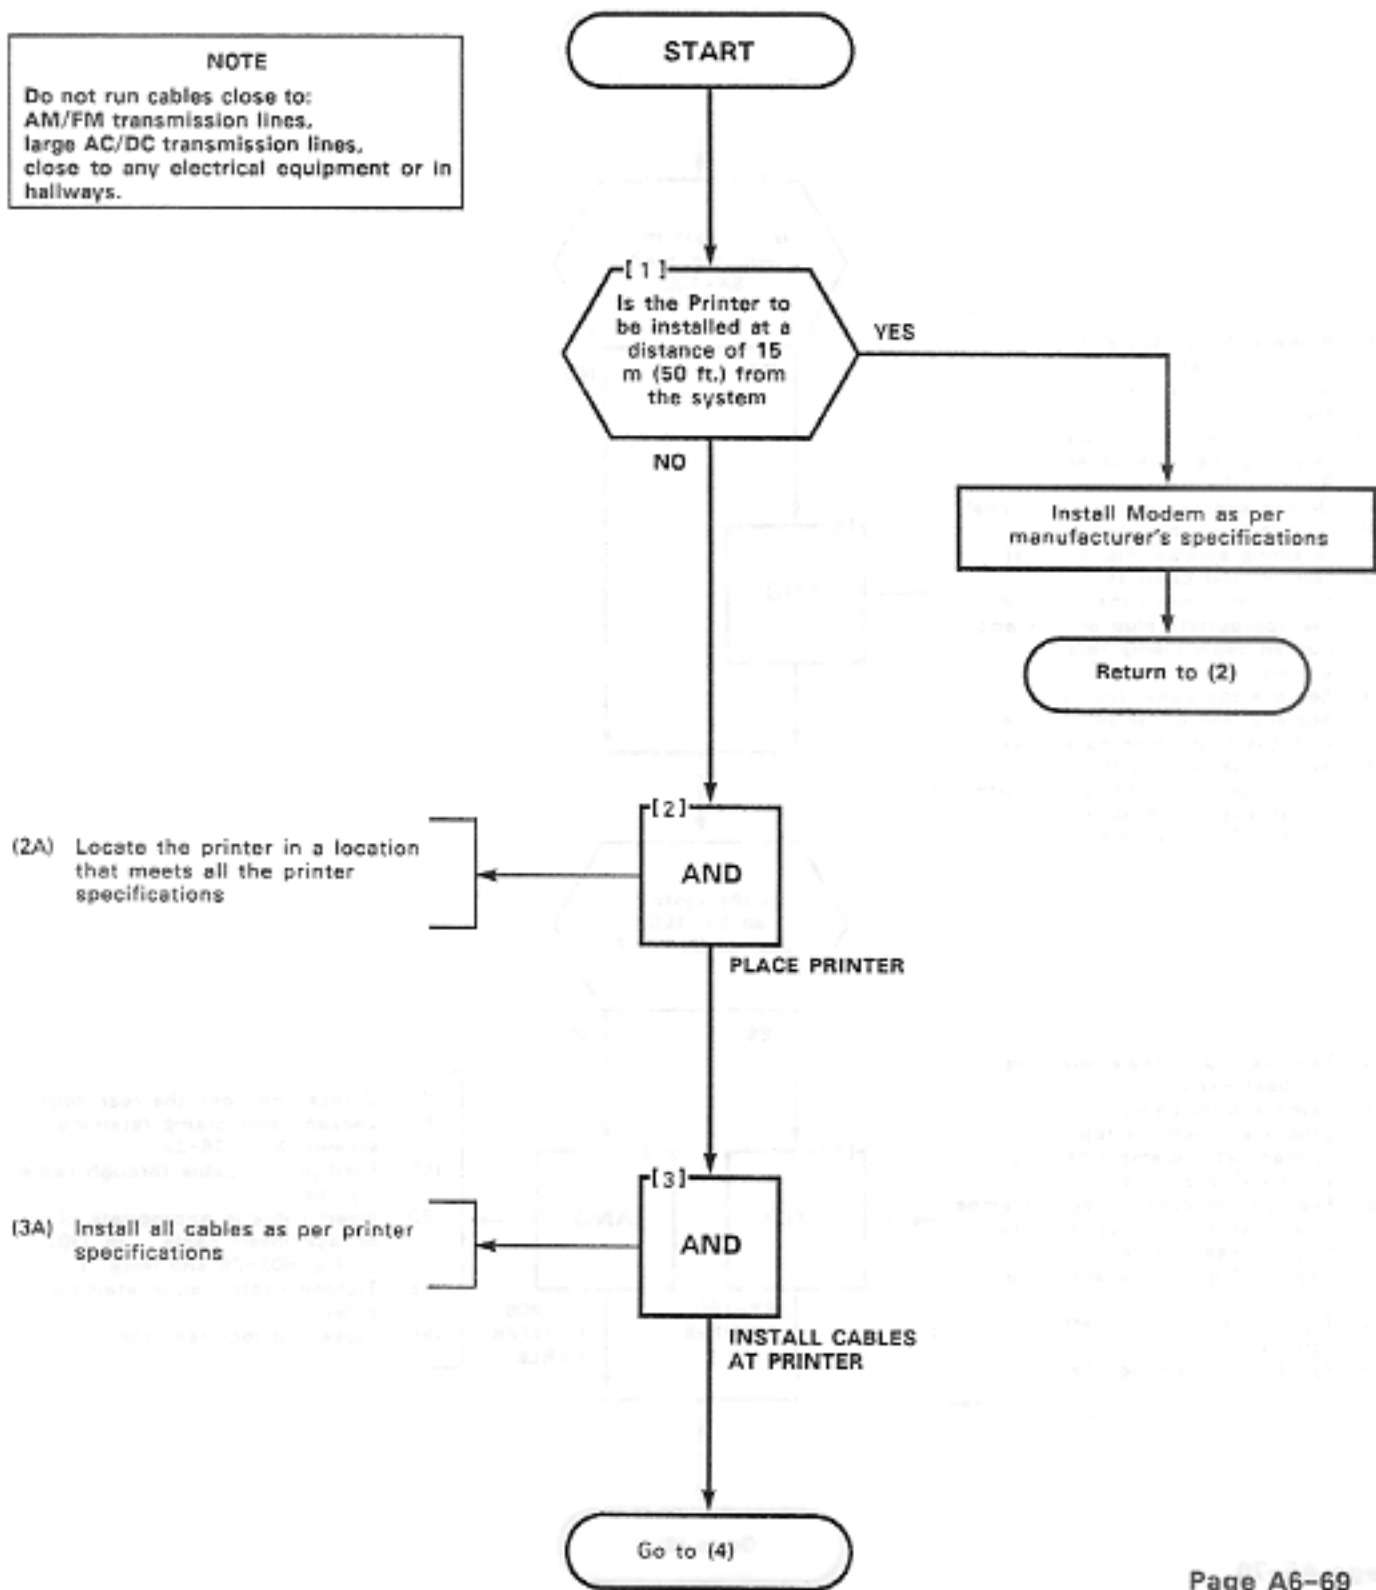 START
NOTE
Do not run cables close to:
AM/FM transmission lines,
large AC/DC transmission lines,
close to any electrical equipment or in
hallways.
[ 1 ]
Is the Printer to
be installed at a
distance of 15
m (50 ft.) from
the system
YES
NO
Install Modem as per
manufacturer's specifications
Return to (2)
[2]
AND
(2A) Locate the printer in a location
that meets all the printer
specifications
PLACE PRINTER
[3]
AND
(3A) Install all cables as per printer
specifications
INSTALL CABLES
AT PRINTER
Go to (4)
Page A6-69